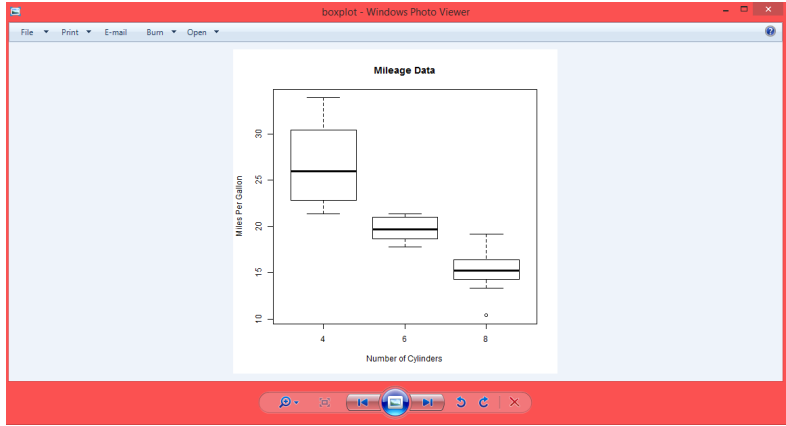 boxplot - Windows Photo Viewer
File Print E-mail Burn Open
Mileage Data
Miles Per Gallon
30
25
20
15
10
4 6 8
Number of Cylinders